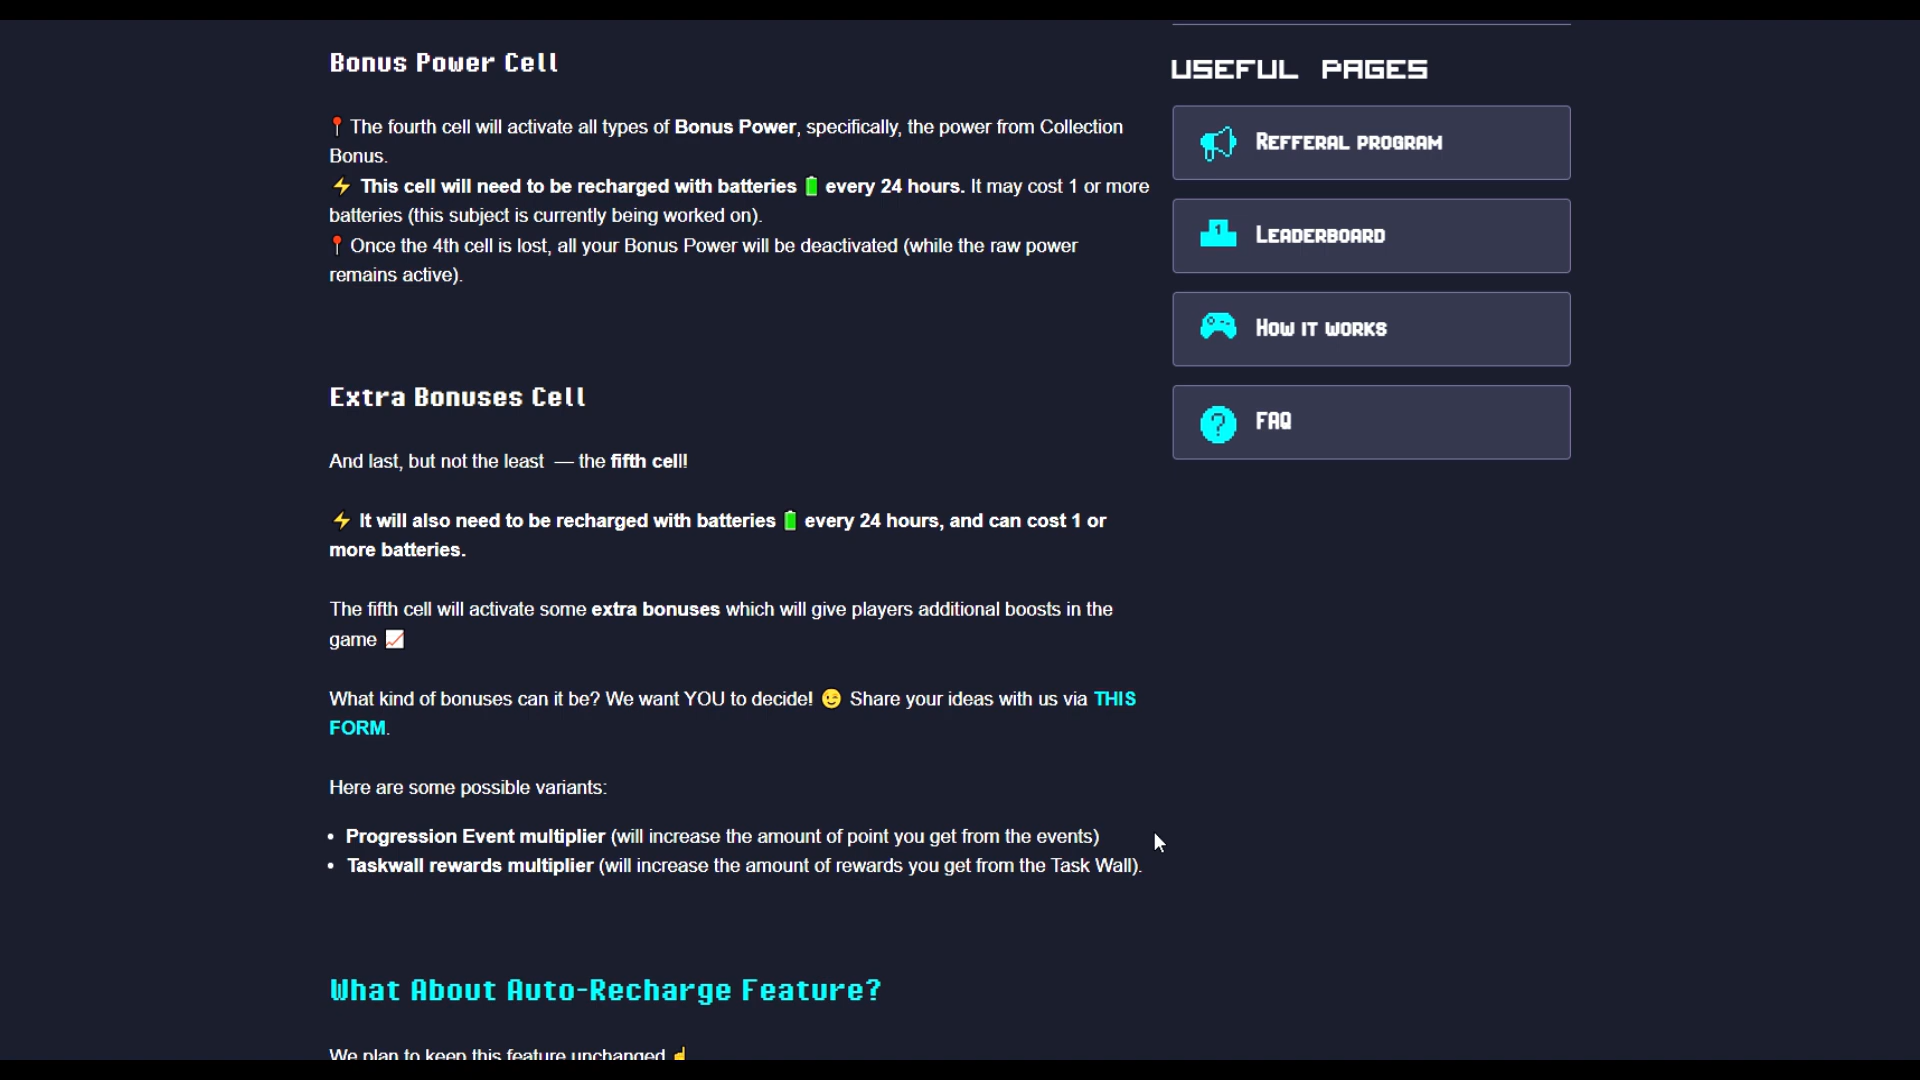 Bonus Power Cell
📍The fourth cell will activate all types of Bonus Power, specifically, the power from Collection
Bonus.
⚡ This cell will need to be recharged with batteries 🔋 every 24 hours. It may cost 1 or more
batteries (this subject is currently being worked on).
📍Once the 4th cell is lost, all your Bonus Power will be deactivated (while the raw power
remains active).
Extra Bonuses Cell
And last, but not the least — the fifth cell!
⚡ It will also need to be recharged with batteries 🔋 every 24 hours, and can cost 1 or
more batteries.
The fifth cell will activate some extra bonuses which will give players additional boosts in the
game 📈
What kind of bonuses can it be? We want YOU to decide! 😉 Share your ideas with us via THIS
FORM.
Here are some possible variants:
• Progression Event multiplier (will increase the amount of point you get from the events)
• Taskwall rewards multiplier (will increase the amount of rewards you get from the Task Wall).
What About Auto-Recharge Feature?
We plan to keep this feature unchanged ☝
USEFUL PAGES
REFFERAL PROGRAM
LEADERBOARD
1
HOW IT WORKS
FAQ
?